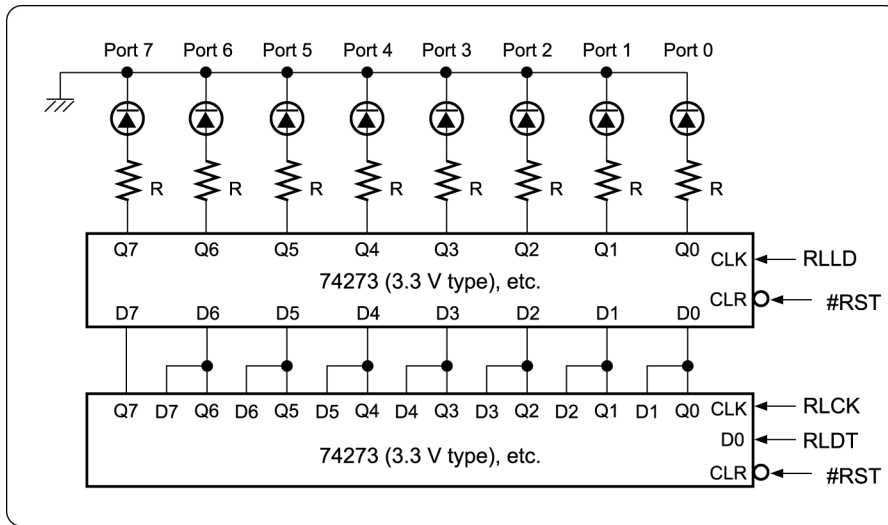 Port 7 Port 6 Port 5 Port 4 Port 3 Port 2 Port 1 Port 0
R R R R R R R R
Q7 Q6 Q5 Q4 Q3 Q2 Q1 Q0
CLK RLLD
74273 (3.3 V type), etc.
CLR #RST
D7 D6 D5 D4 D3 D2 D1 D0
Q7 D7 Q6 D6 Q5 D5 Q4 D4 Q3 D3 Q2 D2 Q1 D1 Q0 CLK RLCK
D0 RLDT
74273 (3.3 V type), etc.
CLR #RST